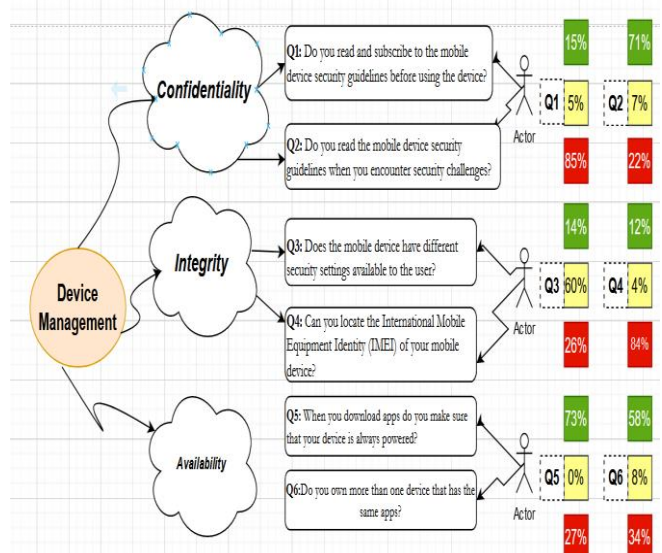 Confidentiality
Q1: Do you read and subscribe to the mobile
device security guidelines before using the device?
Q2: Do you read the mobile device security
guidelines when you encounter security challenges?
Actor
15%
71%
Q1
5%
Q2
7%
85%
22%
Device
Management
Integrity
Q3: Does the mobile device have different
security settings available to the user?
Q4: Can you locate the International Mobile
Equipment Identity (IMEI) of your mobile
device?
Actor
14%
12%
Q3
60%
Q4
4%
26%
84%
Availability
Q5: When you download apps do you make sure
that your device is always powered?
Q6:Do you own more than one device that has the
same apps?
Actor
73%
58%
Q5
0%
Q6
8%
27%
34%